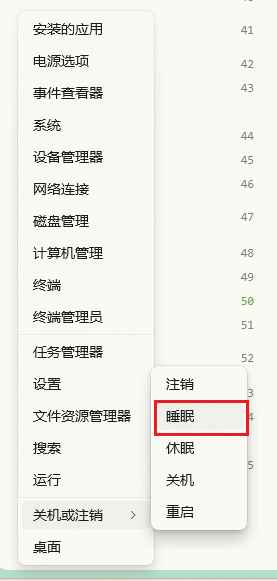 安装的应用
电源选项
事件查看器
系统
设备管理器
网络连接
磁盘管理
计算机管理
终端
终端管理员
任务管理器
设置
文件资源管理器
搜索
运行
关机或注销
桌面
注销
睡眠
休眠
关机
重启
41
42
43
44
45
46
47
48
49
50
51
52
3
4
5